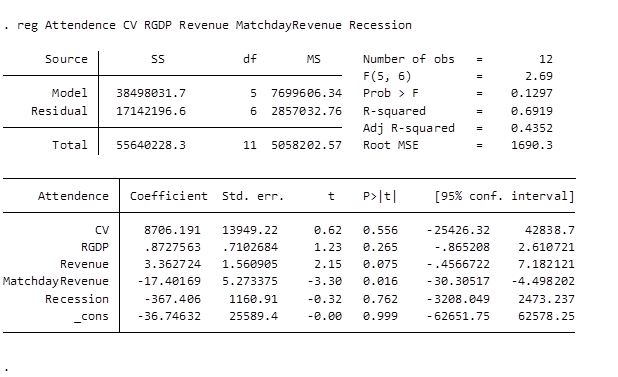 . reg Attendence CV RGDP Revenue MatchdayRevenue Recession
Source SS df MS Number of obs = 12
F(5, 6) = 2.69
Model 38498031.7 5 7699606.34 Prob > F = 0.1297
Residual 17142196.6 6 2857032.76 R-squared = 0.6919
Adj R-squared = 0.4352
Total 55640228.3 11 5058202.57 Root MSE = 1690.3
Attendence Coefficient Std. err. t P>|t| [95% conf. interval]
CV 8706.191 13949.22 0.62 0.556 -25426.32 42838.7
RGDP .8727563 .7102684 1.23 0.265 -.865208 2.610721
Revenue 3.362724 1.560905 2.15 0.075 -.4566722 7.182121
MatchdayRevenue -17.40169 5.273375 -3.30 0.016 -30.30517 -4.498202
Recession -367.406 1160.91 -0.32 0.762 -3208.049 2473.237
_cons -36.74632 25589.4 -0.00 0.999 -62651.75 62578.25
.